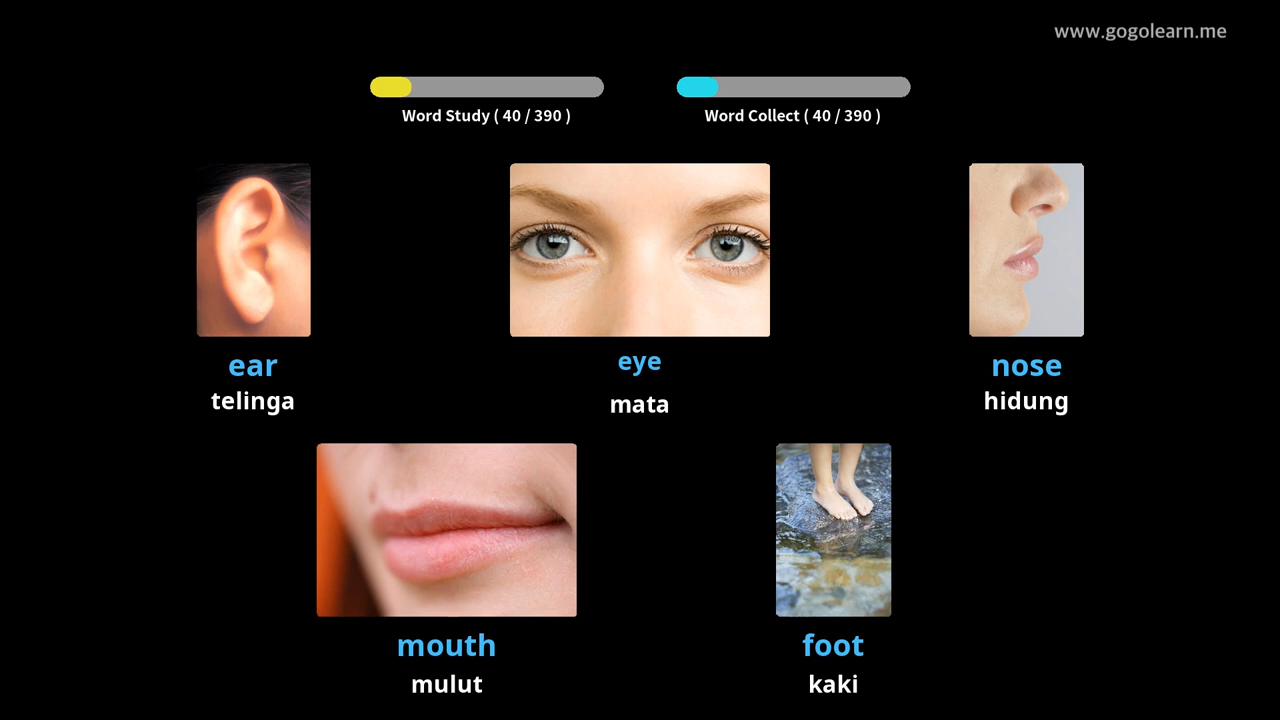 www.gogolearn.me
Word Study ( 40 / 390 )
Word Collect ( 40 / 390 )
ear
telinga
eye
mata
nose
hidung
mouth
mulut
foot
kaki